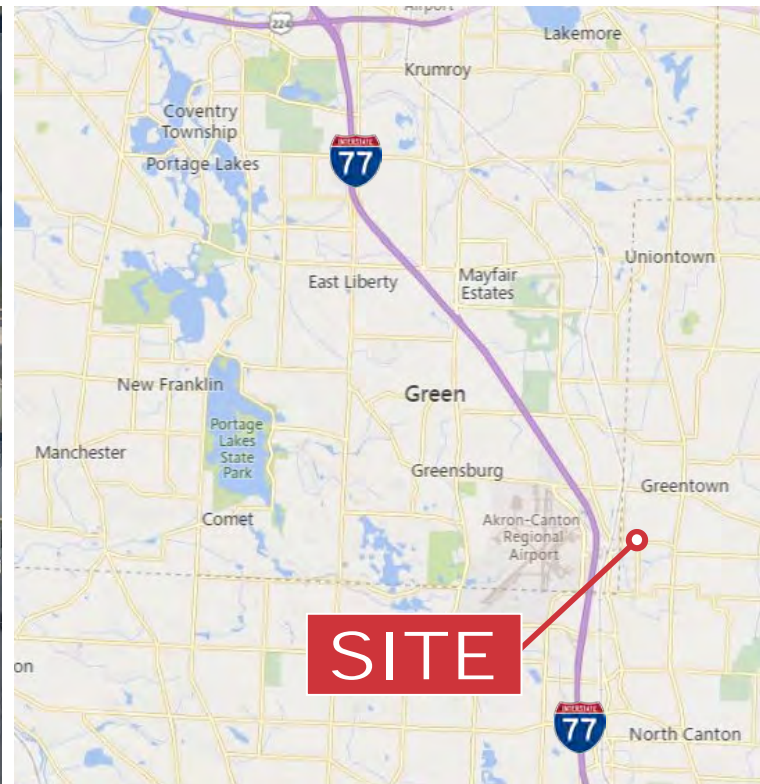 Airport
224
Lakemore
Krumroy
Coventry
Township
INTERSTATE
77
Portage Lakes
Uniontown
East Liberty
Mayfair
Estates
New Franklin
Green
Portage
Lakes
State
Park
Manchester
Greensburg
Greentown
Comet
Akron-Canton
Regional
Airport
SITE
on
INTERSTATE
77
North Canton